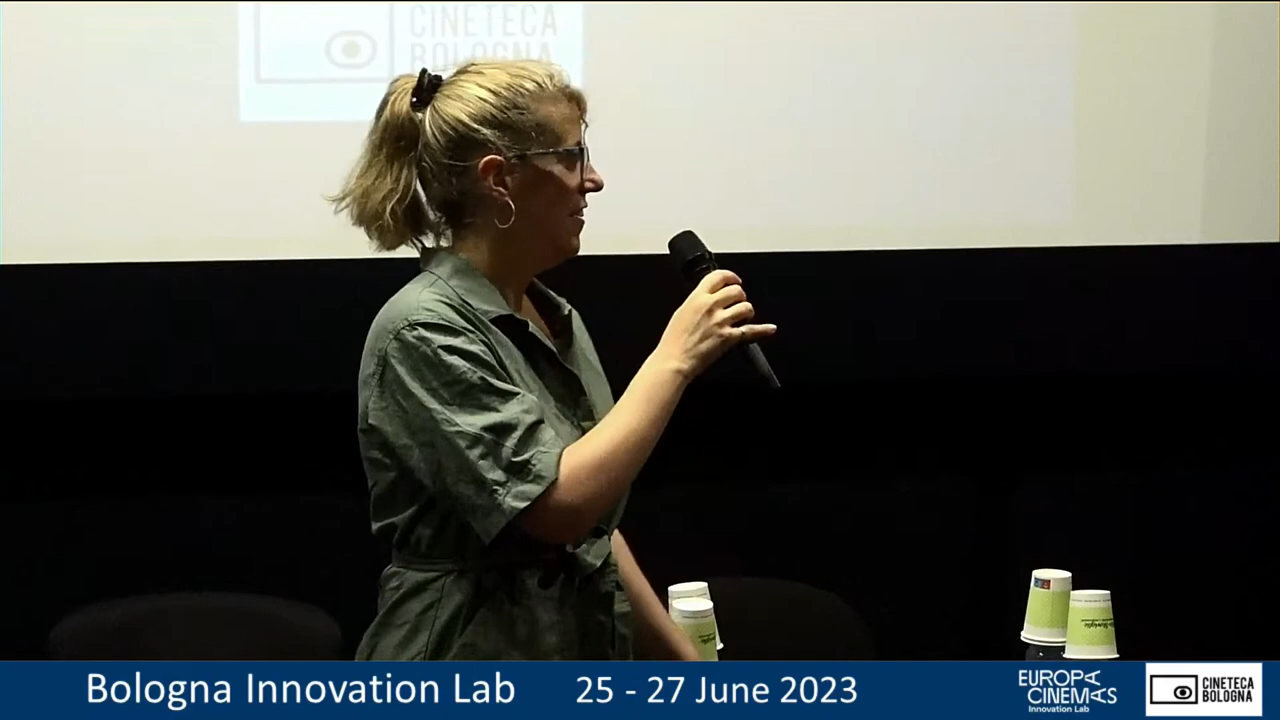 CINETECA
BOLOGNA
Bologna Innovation Lab
25 - 27 June 2023
EUROPA
CINEMAS
Innovation Lab
CINETECA
BOLOGNA